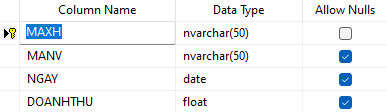 Column Name Data Type Allow Nulls
MAXH nvarchar(50)
MANV nvarchar(50)
NGAY date
DOANHTHU float